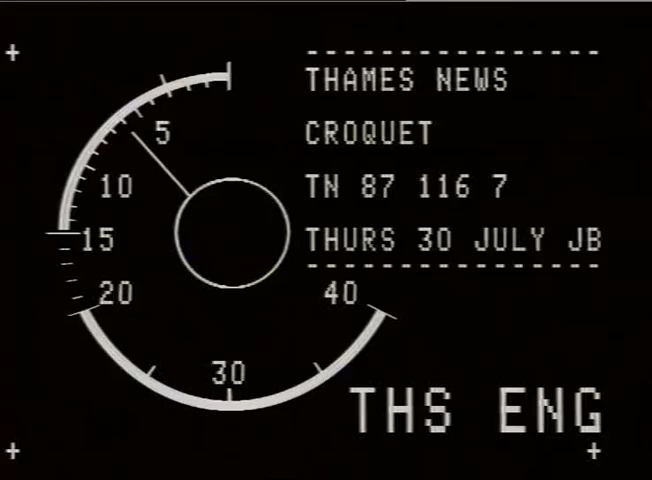 THAMES NEWS
CROQUET
TN 87 116 7
THURS 30 JULY JB
5
10
15
20
30
40
THS ENG